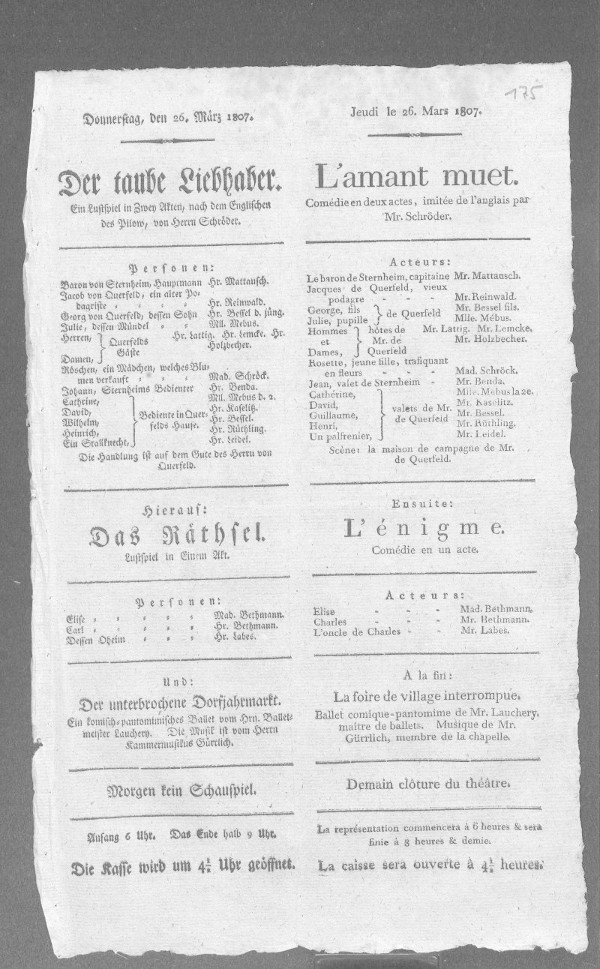 175
Donnerstag, den 26. März 1807.
Der taube Liebhaber.
Ein Lustspiel in Zwey Akten, nach dem Englischen
des Pilow, von Herrn Schröder.
Personen:
Baron von Sternheim, Hauptmann Hr. Mattausch.
Jacob von Querfeld, ein alter Po-
dagrist Hr. Reinwald.
Georg von Querfeld, dessen Sohn Hr. Bessel d. jüng.
Julie, dessen Mündel Mll. Mebus.
Herren, Damen, } Querfelds Gäste Hr. Lattig. Hr. Lemcke. Hr. Holzbecher.
Röschen, ein Mädchen, welches Blu-
men verkauft Mad. Schröck.
Johann, Sternheims Bedienter Hr. Benda.
Cathrine, Mll. Mebus d. ä.
David, Hr. Kaselitz.
Wilhelm, } Bediente in Quer- Hr. Bessel.
Heinrich, felds Hause. Hr. Rüthling.
Ein Stallknecht, Hr. Leidel.
Die Handlung ist auf dem Gute des Herrn von
Querfeld.
Hierauf:
Das Räthsel.
Lustspiel in Einem Akt.
Personen:
Elise Mad. Bethmann.
Carl Hr. Bethmann.
Dessen Oheim Hr. Labes.
Und:
Der unterbrochene Dorfjahrmarkt.
Ein komisch-pantominisches Ballet vom Hrn. Ballet-
meister Lauchery. Die Musik ist vom Herrn
Kammermusikus Gürrlich.
Morgen kein Schauspiel.
Anfang 6 Uhr. Das Ende halb 9 Uhr.
Die Kasse wird um 4½ Uhr geöffnet.
Jeudi le 26. Mars 1807.
L'amant muet.
Comédie en deux actes, imitée de l'anglais par
Mr. Schröder.
Acteurs:
Le baron de Sternheim, capitaine Mr. Mattausch.
Jacques de Querfeld, vieux
podagre - - - Mr. Reinwald.
George, fils } de Querfeld Mr. Bessel fils.
Julie, pupille Mlle. Mébus.
Hommes } hôtes de Mr. Lattig. Mr. Lemcke,
et Mr. de Mr. Holzbecher.
Dames, Querfeld
Rosette, jeune fille, trafiquant
en fleurs - - - Mad. Schröck.
Jean, valet de Sternheim - Mr. Benda.
Cathérine, Mlle. Mébus l'aze.
David, Mr. Kaselitz.
Guillaume, } valets de Mr. Mr. Bessel.
Henri, de Querfeld Mr. Rüthling.
Un palfrenier, Mr. Leidel.
Scène: la maison de campagne de Mr.
de Querfeld.
Ensuite:
L'énigme.
Comédie en un acte.
Acteurs:
Elise - - - Mad. Bethmann.
Charles - - - Mr. Bethmann.
L'oncle de Charles - - Mr. Labes.
À la fin:
La foire de village interrompue.
Ballet comique-pantomime de Mr. Lauchery,
maître de ballets. Musique de Mr.
Gürrlich, membre de la chapelle.
Demain clôture du théâtre.
La représentation commencera à 6 heures & sera
finie à 8 heures & demie.
La caisse sera ouverte à 4½ heures.